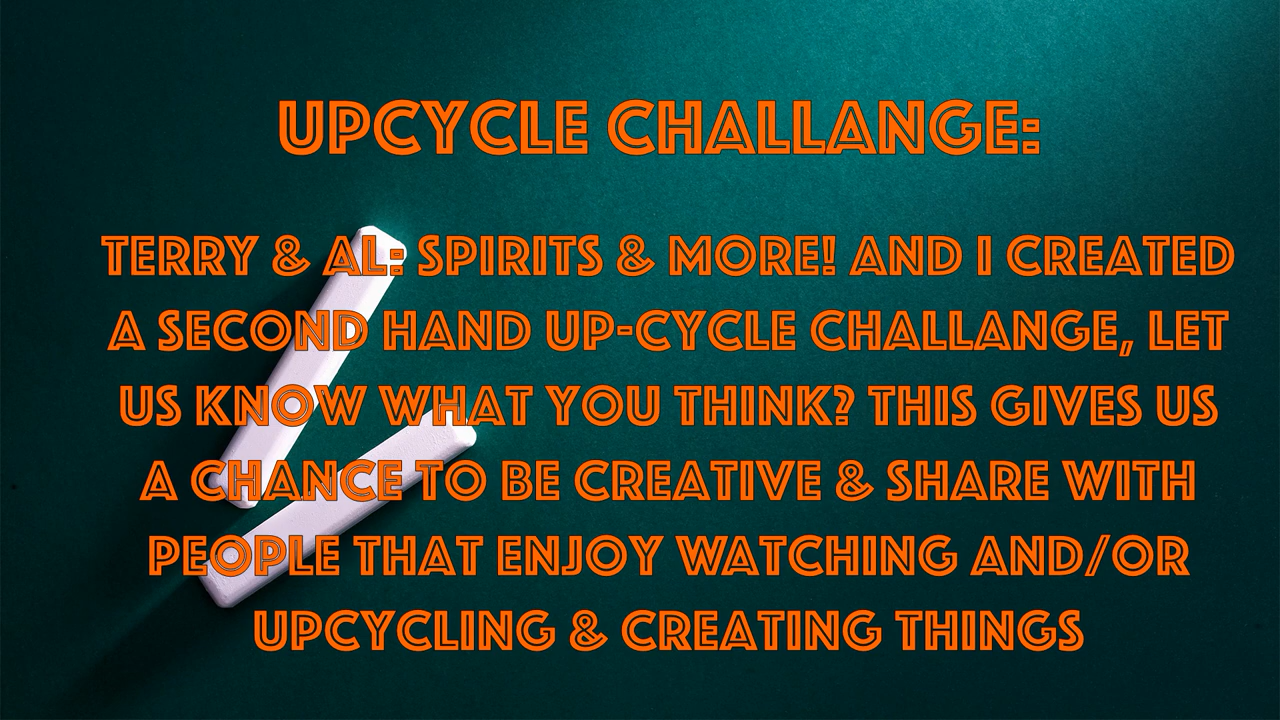 UPCYCLE CHALLANGE:
TERRY & AL: SPIRITS & MORE! AND I CREATED
A SECOND HAND UP-CYCLE CHALLANGE, LET
US KNOW WHAT YOU THINK? THIS GIVES US
A CHANCE TO BE CREATIVE & SHARE WITH
PEOPLE THAT ENJOY WATCHING AND/OR
UPCYCLING & CREATING THINGS